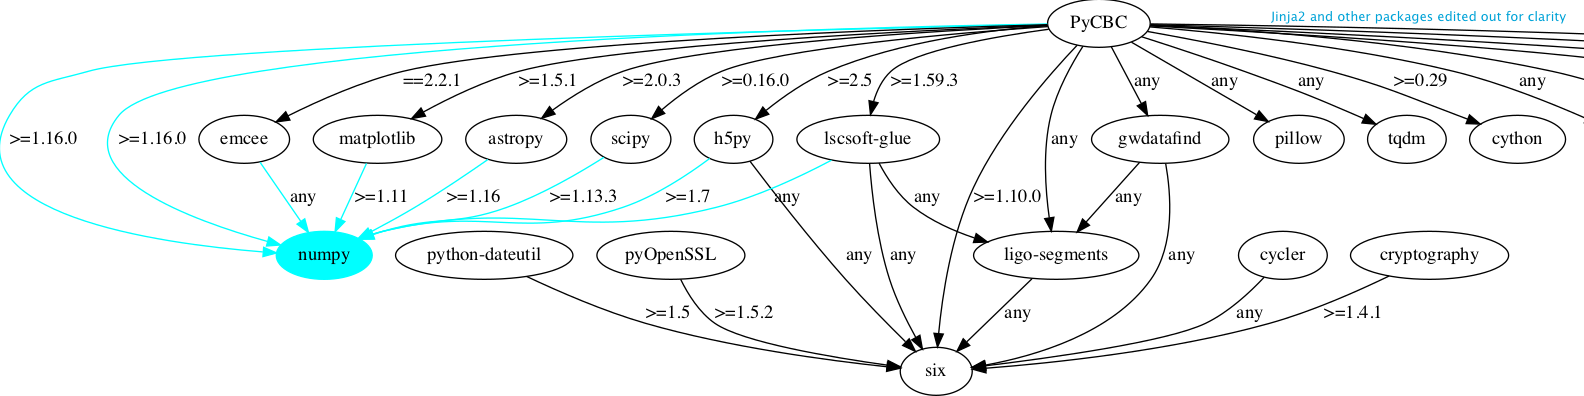 PyCBC
Jinja2 and other packages edited out for clarity
==2.2.1
>=1.5.1
>=2.0.3
>=0.16.0
>=2.5
>=1.59.3
any
any
any
>=0.29
any
>=1.16.0
>=1.16.0
emcee
matplotlib
astropy
scipy
h5py
lscsoft-glue
any
gwdatafind
pillow
tqdm
cython
any
>=1.11
>=1.16
>=1.13.3
>=1.7
any
any
>=1.10.0
any
numpy
python-dateutil
pyOpenSSL
any
any
ligo-segments
any
cycler
cryptography
>=1.5
>=1.5.2
any
any
>=1.4.1
six